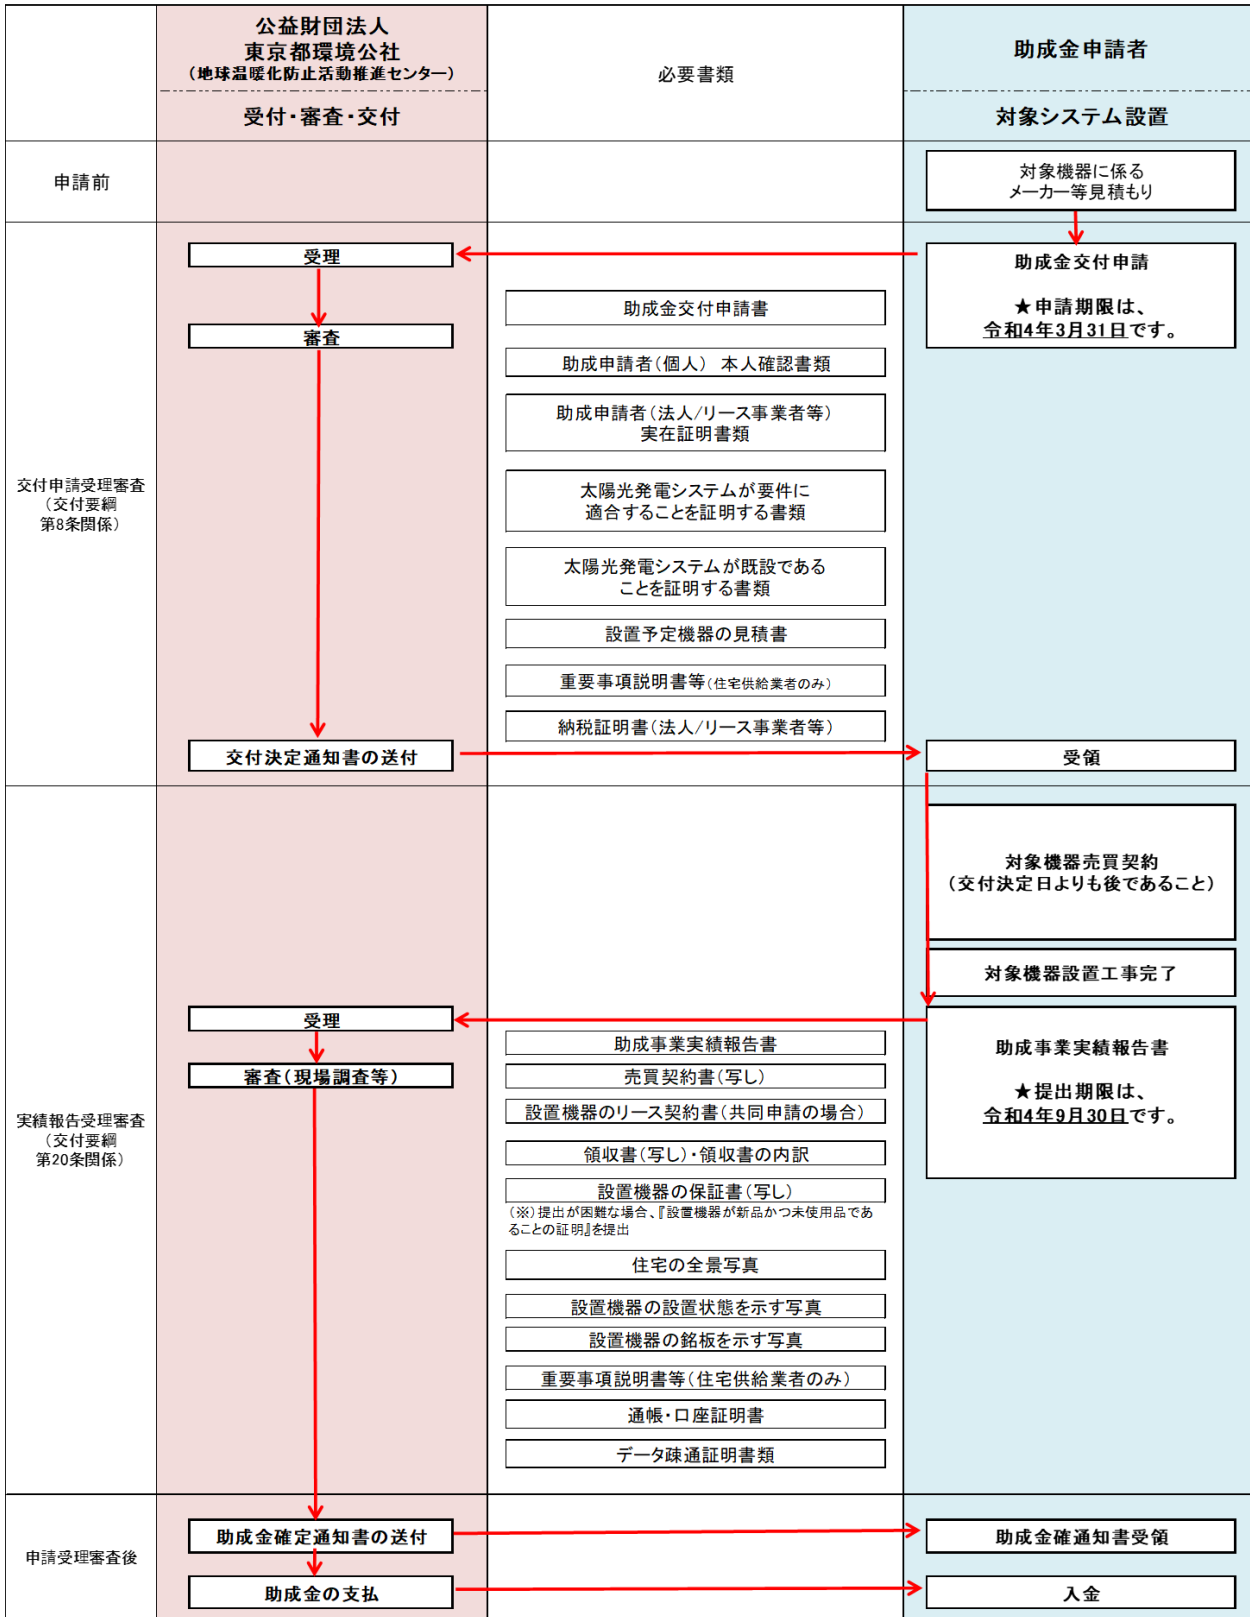 公益財団法人
東京都環境公社
(地球温暖化防止活動推進センター)
受付・審査・交付
必要書類
助成金申請者
対象システム設置
申請前
対象機器に係る
メーカー等見積もり
交付申請受理審査
(交付要綱
第8条関係)
受理
審査
交付決定通知書の送付
助成金交付申請書
助成申請者(個人) 本人確認書類
助成申請者(法人/リース事業者等)
実在証明書類
太陽光発電システムが要件に
適合することを証明する書類
太陽光発電システムが既設である
ことを証明する書類
設置予定機器の見積書
重要事項説明書等(住宅供給業者のみ)
納税証明書(法人/リース事業者等)
助成金交付申請
★申請期限は、
令和4年3月31日です。
受領
実績報告受理審査
(交付要綱
第20条関係)
受理
審査(現場調査等)
助成事業実績報告書
売買契約書(写し)
設置機器のリース契約書(共同申請の場合)
領収書(写し)・領収書の内訳
設置機器の保証書(写し)
(※)提出が困難な場合、『設置機器が新品かつ未使用品であ
ることの証明』を提出
住宅の全景写真
設置機器の設置状態を示す写真
設置機器の銘板を示す写真
重要事項説明書等(住宅供給業者のみ)
通帳・口座証明書
データ疎通証明書類
対象機器売買契約
(交付決定日よりも後であること)
対象機器設置工事完了
助成事業実績報告書
★提出期限は、
令和4年9月30日です。
申請受理審査後
助成金確定通知書の送付
助成金確通知書受領
助成金の支払
入金